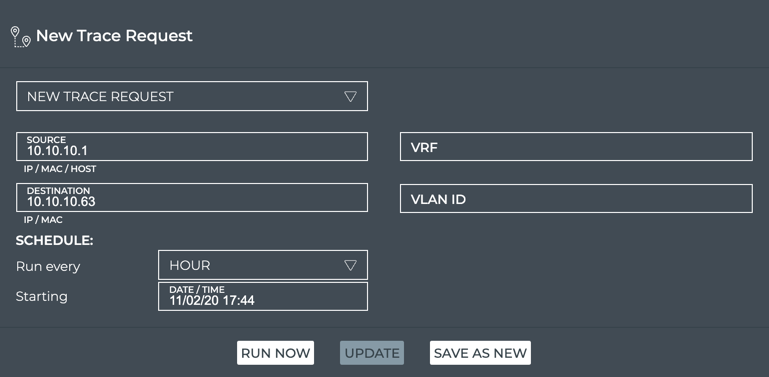 New Trace Request
NEW TRACE REQUEST
SOURCE
10.10.10.1
IP / MAC / HOST
VRF
DESTINATION
10.10.10.63
IP / MAC
VLAN ID
SCHEDULE:
Run every
HOUR
Starting
DATE / TIME
11/02/20 17:44
RUN NOW
UPDATE
SAVE AS NEW